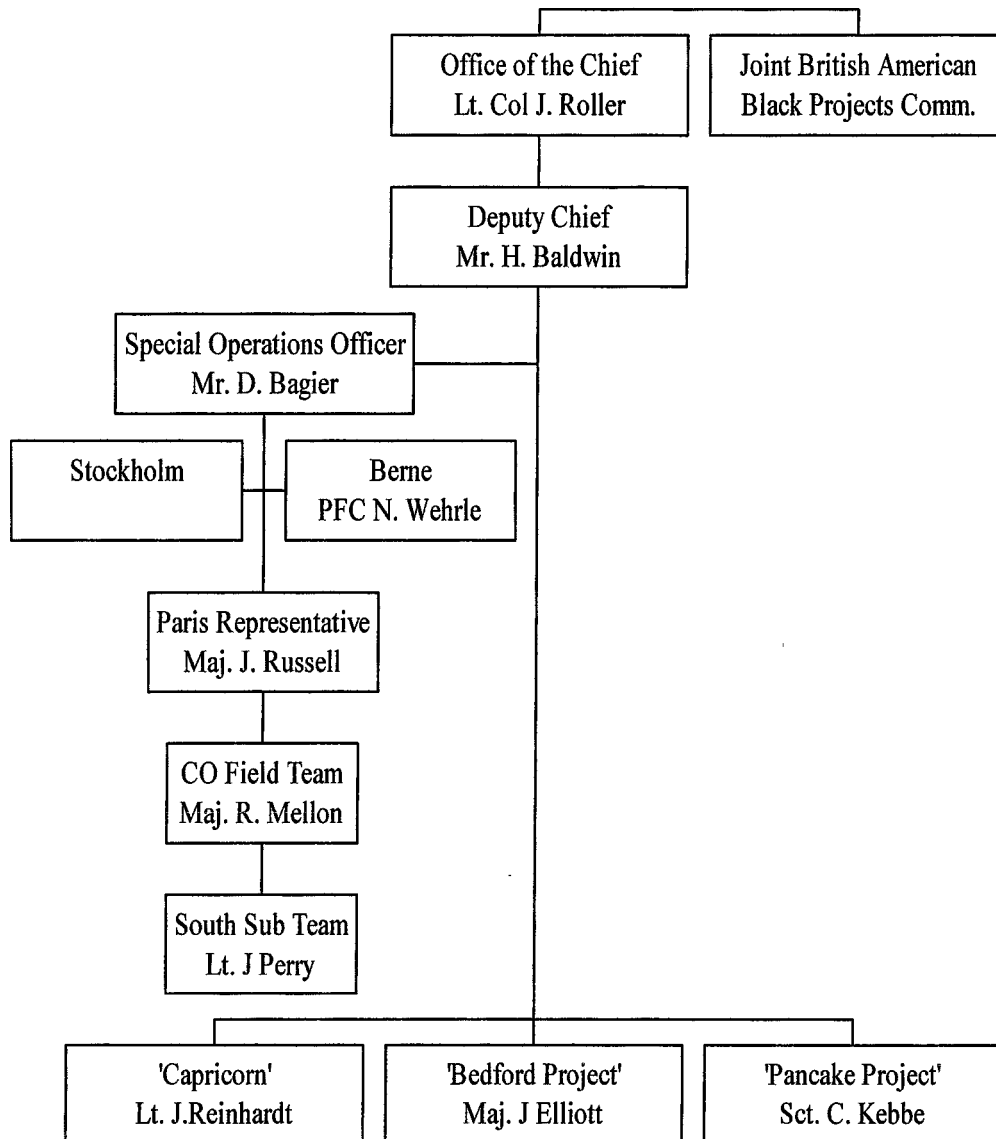 Office of the Chief
Lt. Col J. Roller
Joint British American
Black Projects Comm.
Deputy Chief
Mr. H. Baldwin
Special Operations Officer
Mr. D. Bagier
Stockholm
Berne
PFC N. Wehrle
Paris Representative
Maj. J. Russell
CO Field Team
Maj. R. Mellon
South Sub Team
Lt. J Perry
'Capricorn'
Lt. J.Reinhardt
'Bedford Project'
Maj. J Elliott
'Pancake Project'
Sct. C. Kebbe